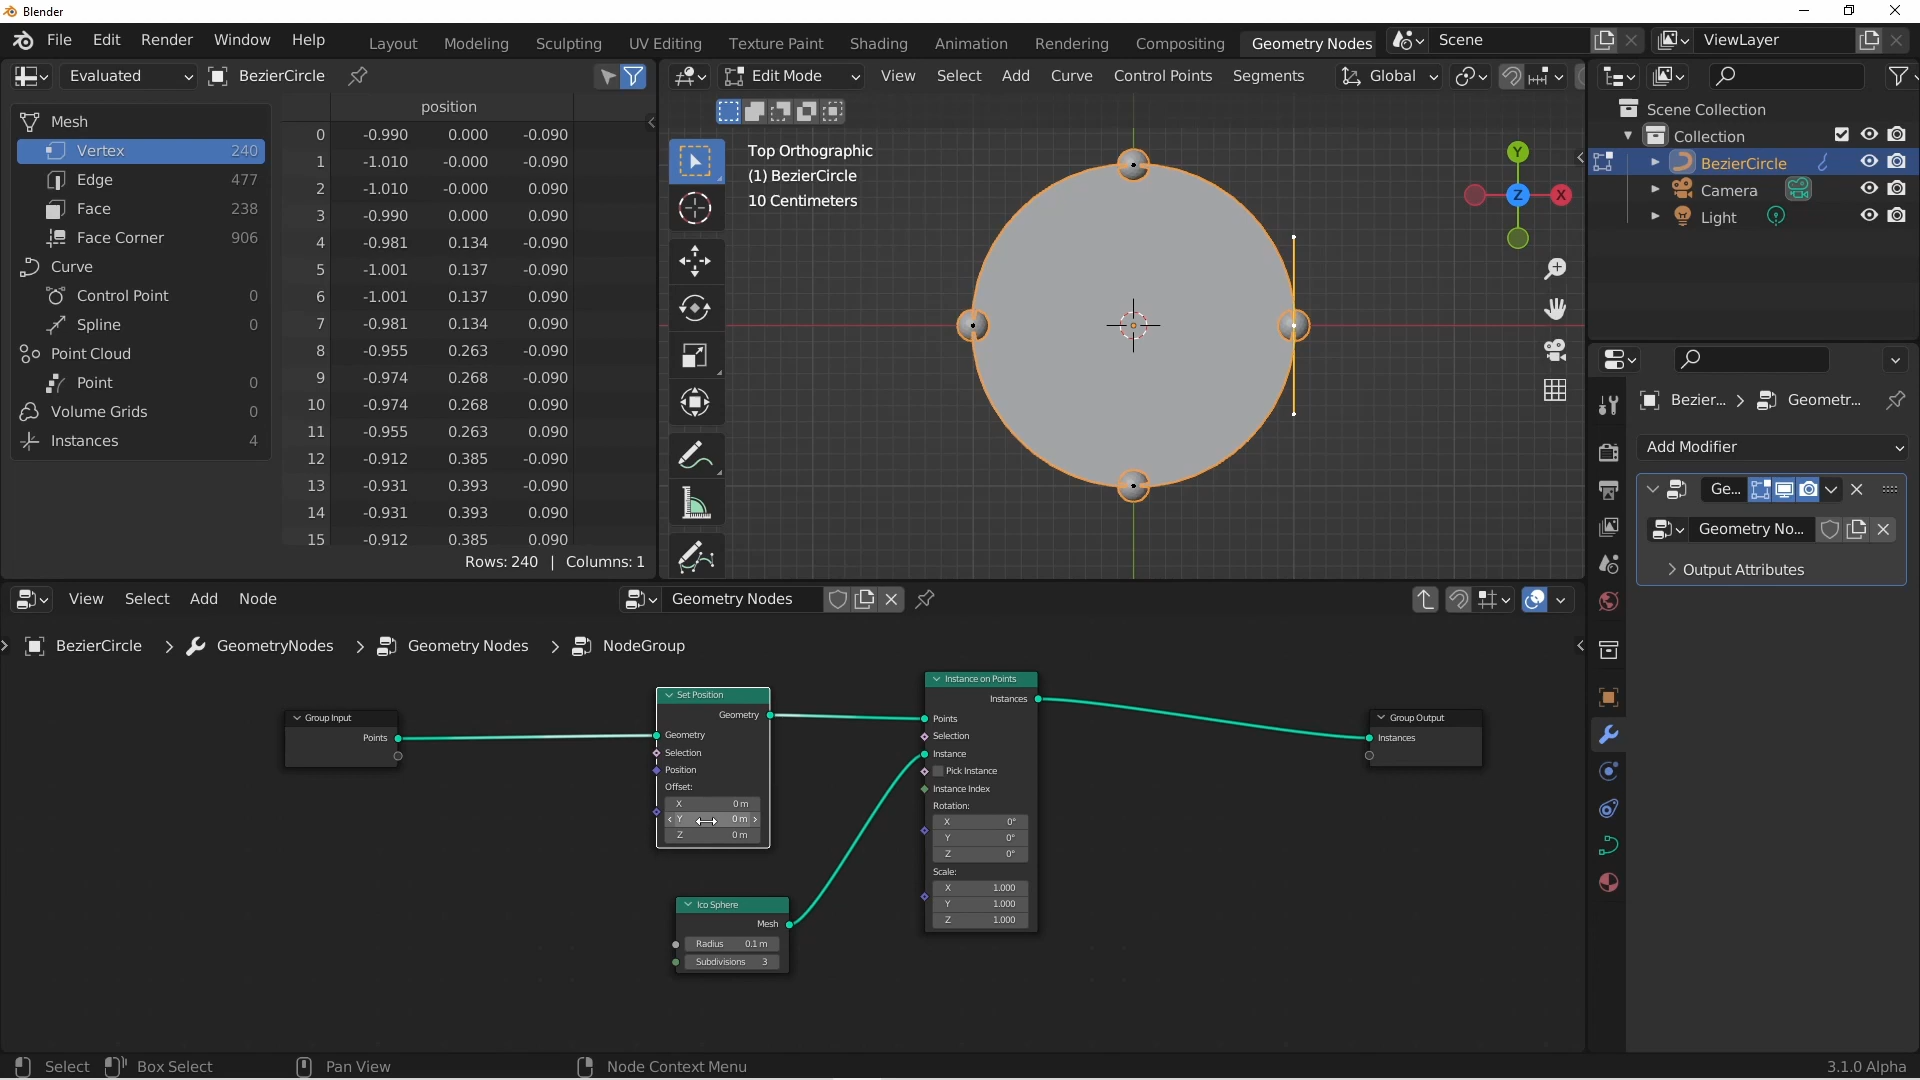 Blender
File Edit Render Window Help Layout Modeling Sculpting UV Editing Texture Paint Shading Animation Rendering Compositing Geometry Nodes Scene ViewLayer
Evaluated BezierCircle
position
Mesh
Vertex 240
Edge 477
Face 238
Face Corner 906
Curve
Control Point 0
Spline 0
Point Cloud
Point 0
Volume Grids 0
Instances 4
0 -0.990 0.000 -0.090
1 -1.010 -0.000 -0.090
2 -1.010 -0.000 0.090
3 -0.990 0.000 -0.090
4 -0.981 0.134 -0.090
5 -1.001 0.137 -0.090
6 -1.001 0.137 0.090
7 -0.981 0.134 0.090
8 -0.955 0.263 -0.090
9 -0.974 0.268 -0.090
10 -0.974 0.268 0.090
11 -0.955 0.263 0.090
12 -0.912 0.385 -0.090
13 -0.931 0.393 -0.090
14 -0.931 0.393 0.090
15 -0.912 0.385 0.090
Rows: 240 | Columns: 1
Edit Mode View Select Add Curve Control Points Segments Global
Top Orthographic
(1) BezierCircle
10 Centimeters
Y
Z
X
Scene Collection
Collection
BezierCircle
Camera
Light
Bezier... Geometr...
Add Modifier
Ge...
Geometry No...
Output Attributes
View Select Add Node Geometry Nodes
BezierCircle GeometryNodes Geometry Nodes NodeGroup
Group Input
Points
Set Position
Geometry
Geometry
Selection
Position
Offset:
X 0 m
Y 0 m
Z 0 m
Ico Sphere
Mesh
Radius 0.1 m
Subdivisions 3
Instance on Points
Instances
Points
Selection
Instance
Pick Instance
Instance Index
Rotation:
X 0°
Y 0°
Z 0°
Scale:
X 1.000
Y 1.000
Z 1.000
Group Output
Instances
Select Box Select Pan View Node Context Menu 3.1.0 Alpha